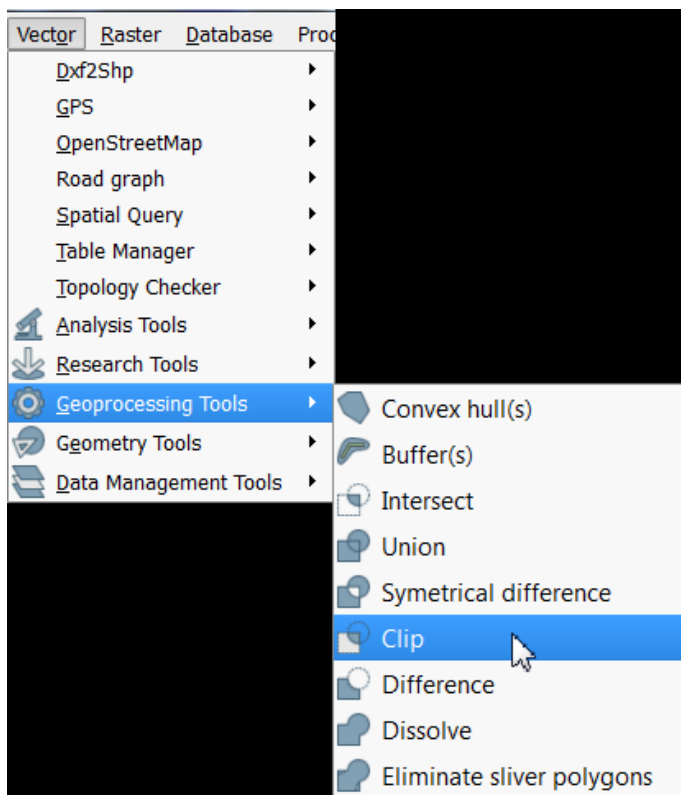 Vector Raster Database Proc
Dxf2Shp
GPS
OpenStreetMap
Road graph
Spatial Query
Table Manager
Topology Checker
Analysis Tools
Research Tools
Geoprocessing Tools
Geometry Tools
Data Management Tools
Convex hull(s)
Buffer(s)
Intersect
Union
Symetrical difference
Clip
Difference
Dissolve
Eliminate sliver polygons